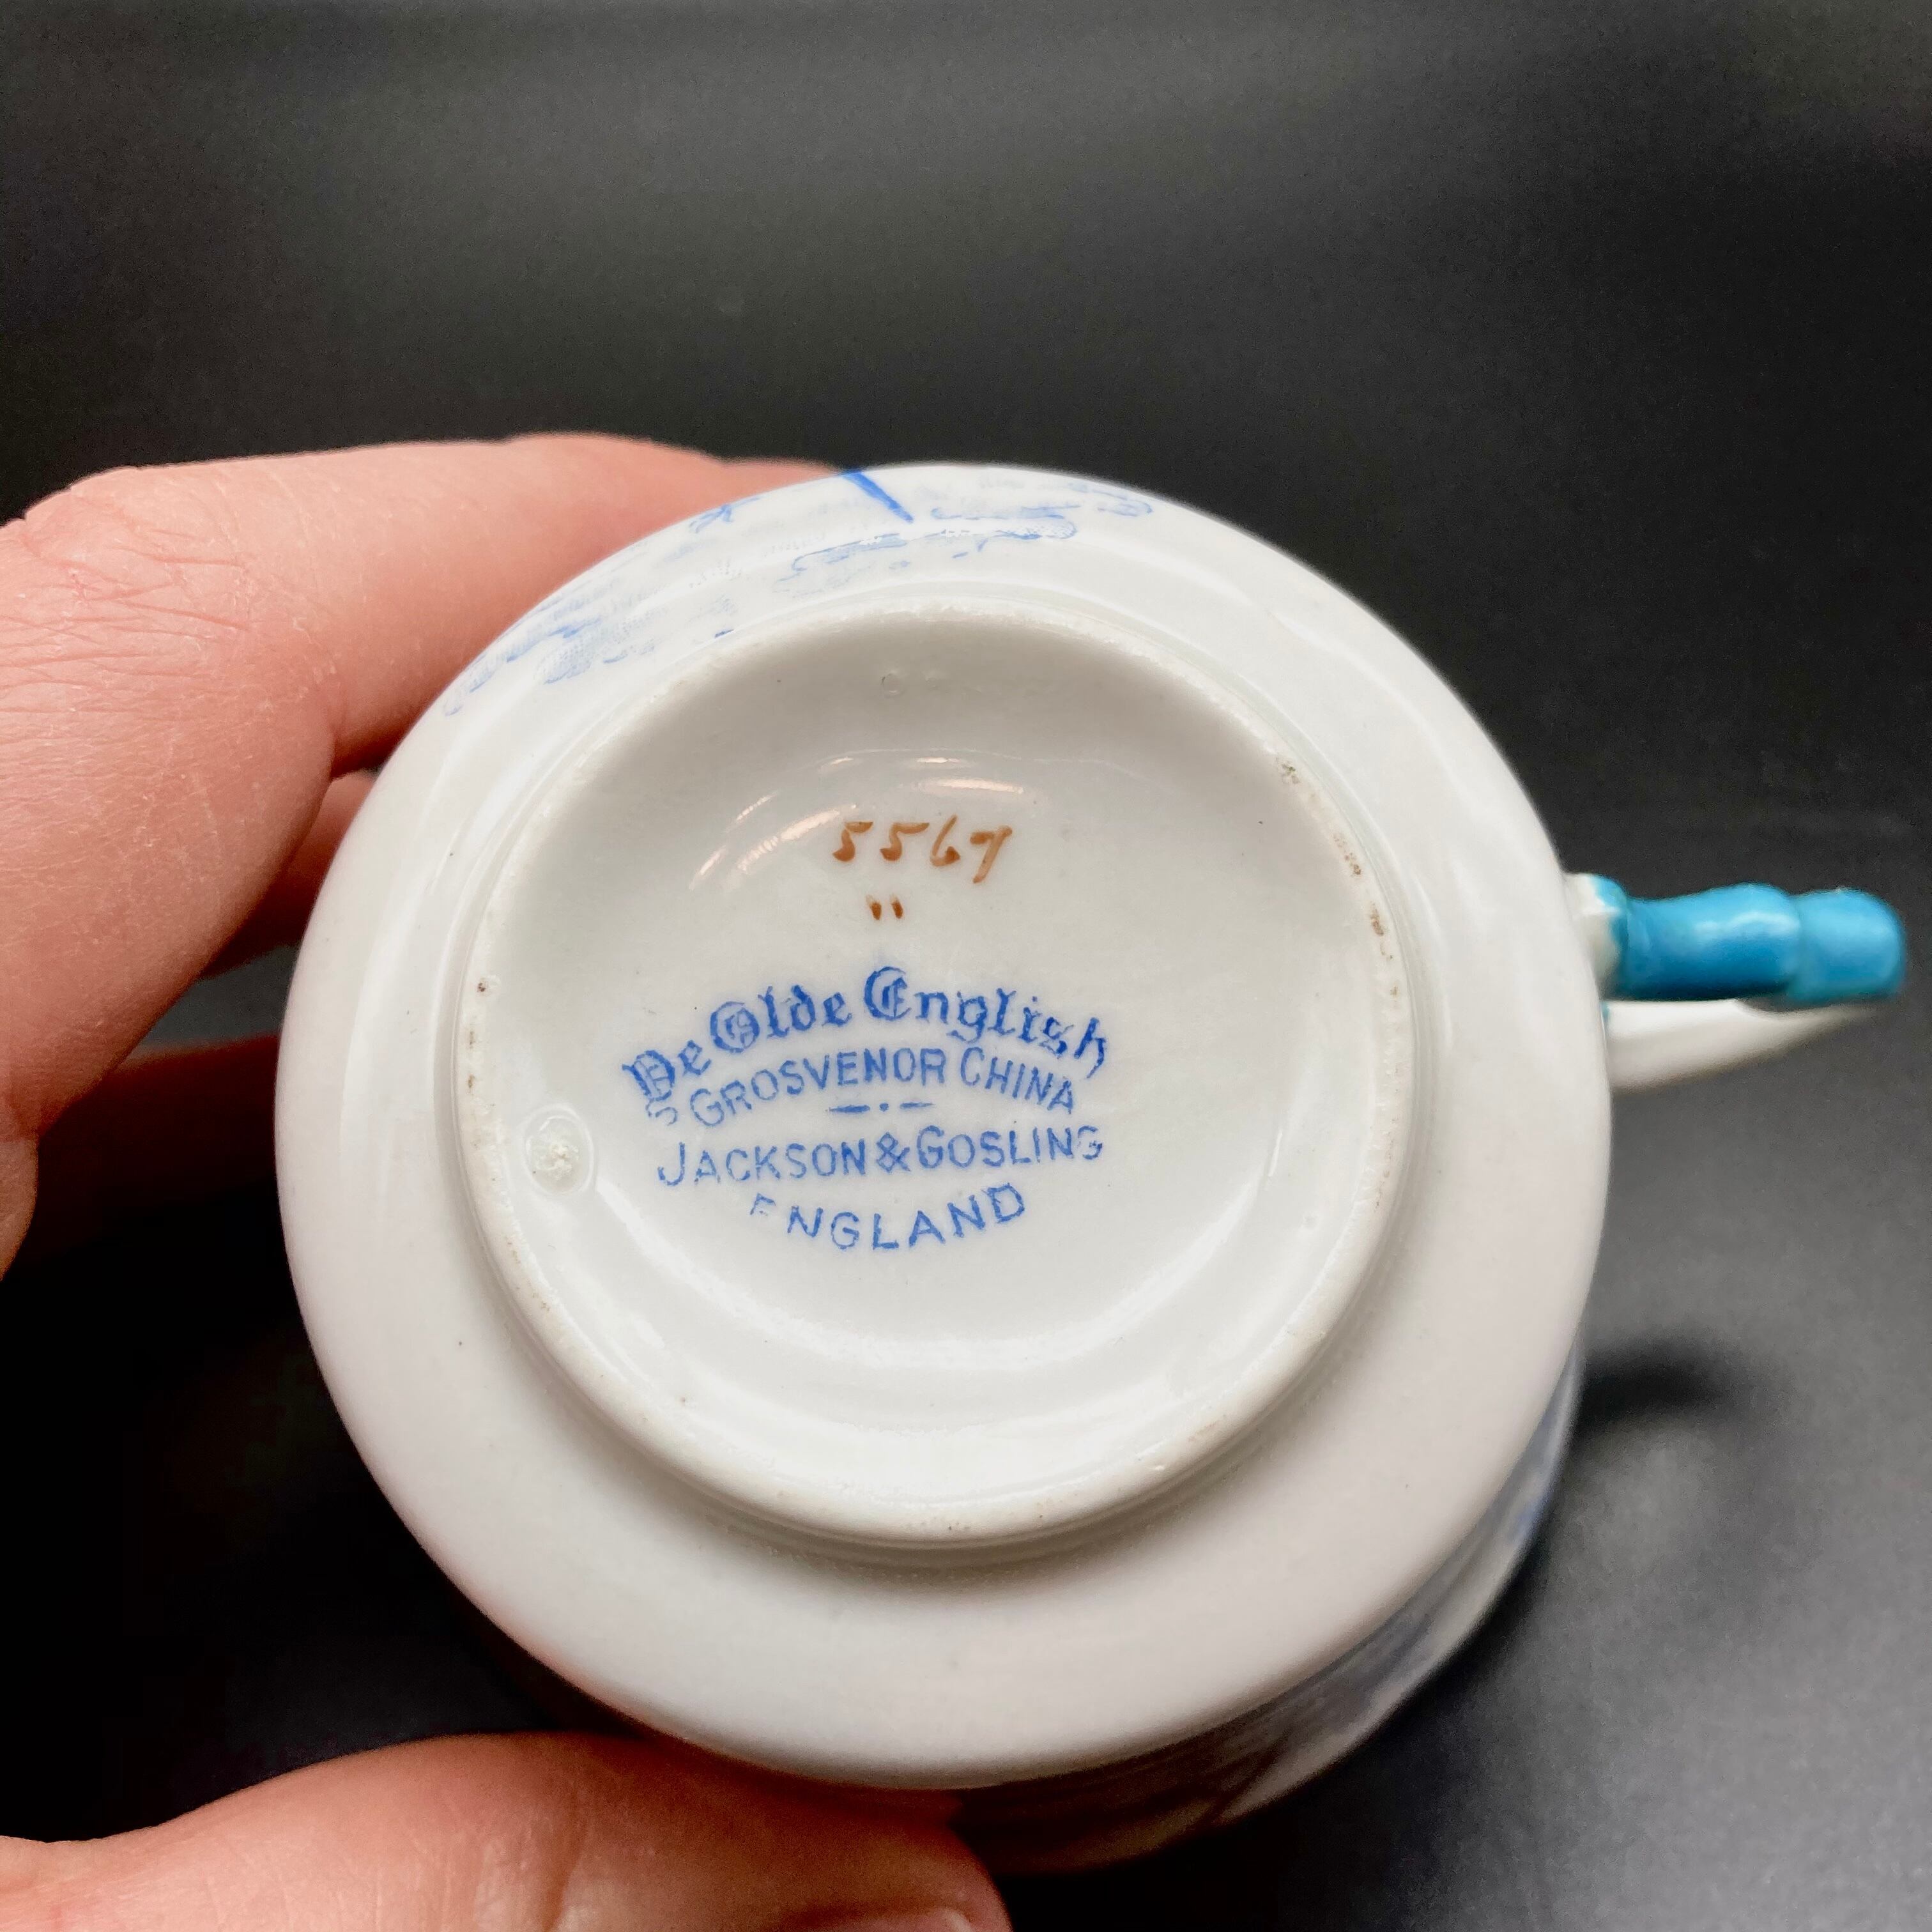 5567
"
Ye Olde English
GROSVENOR CHINA
JACKSON & GOSLING
ENGLAND